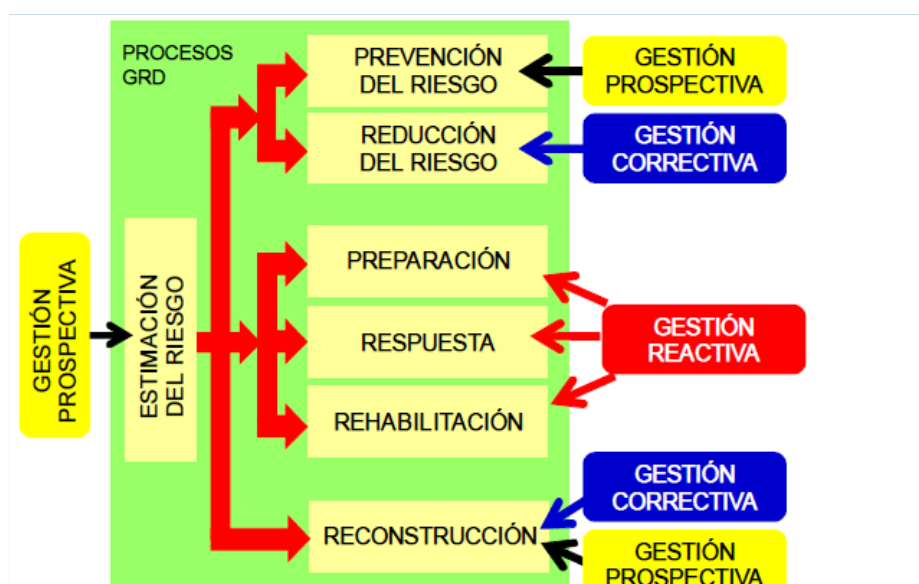 PROCESOS
GRD
PREVENCIÓN
DEL RIESGO
GESTIÓN
PROSPECTIVA
REDUCCIÓN
DEL RIESGO
GESTIÓN
CORRECTIVA
GESTIÓN
PROSPECTIVA
ESTIMACIÓN
DEL RIESGO
PREPARACIÓN
RESPUESTA
REHABILITACIÓN
GESTIÓN
REACTIVA
RECONSTRUCCIÓN
GESTIÓN
CORRECTIVA
GESTIÓN
PROSPECTIVA